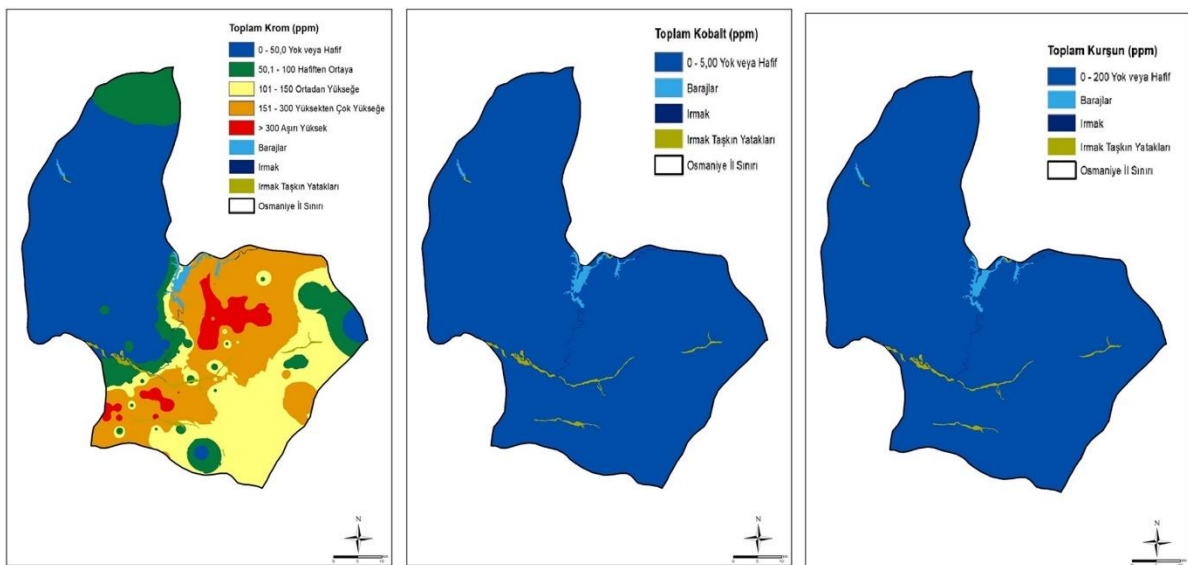 Toplam Krom (ppm)
0 - 50,0 Yok veya Hafif
50,1 - 100 Hafiften Ortaya
101 - 150 Ortadan Yükseğe
151 - 300 Yüksekten Çok Yükseğe
> 300 Aşırı Yüksek
Barajlar
Irmak
Irmak Taşkın Yatakları
Osmaniye İl Sınırı
N
Toplam Kobalt (ppm)
0 - 5,00 Yok veya Hafif
Barajlar
Irmak
Irmak Taşkın Yatakları
Osmaniye İl Sınırı
N
Toplam Kurşun (ppm)
0 - 200 Yok veya Hafif
Barajlar
Irmak
Irmak Taşkın Yatakları
Osmaniye İl Sınırı
N